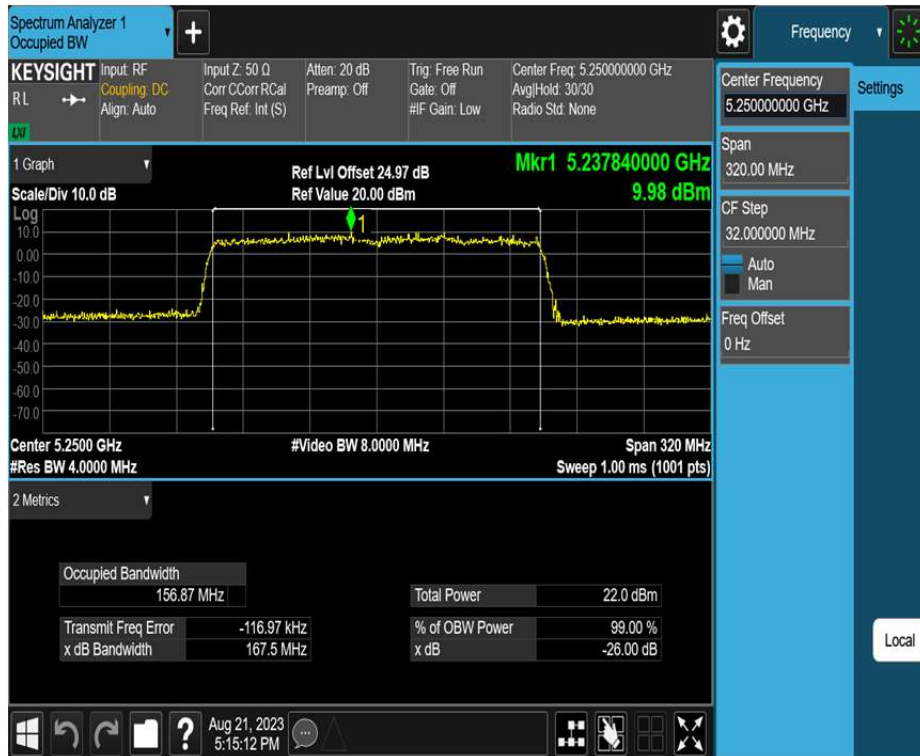 Spectrum Analyzer 1
Occupied BW
+
Frequency
KEYSIGHT
R L
LXI
Input: RF
Coupling: DC
Align: Auto
Input Z: 50 Ω
Corr CCorr RCal
Freq Ref: Int (S)
Atten: 20 dB
Preamp: Off
Trig: Free Run
Gate: Off
#IF Gain: Low
Center Freq: 5.250000000 GHz
Avg|Hold: 30/30
Radio Std: None
Center Frequency
5.250000000 GHz
Settings
Span
320.00 MHz
CF Step
32.000000 MHz
Auto
Man
Freq Offset
0 Hz
1 Graph
Scale/Div 10.0 dB
Ref Lvl Offset 24.97 dB
Ref Value 20.00 dBm
Mkr1 5.237840000 GHz
9.98 dBm
Log
1
10.0
0.00
-10.0
-20.0
-30.0
-40.0
-50.0
-60.0
-70.0
Center 5.2500 GHz
#Video BW 8.0000 MHz
Span 320 MHz
#Res BW 4.0000 MHz
Sweep 1.00 ms (1001 pts)
2 Metrics
Occupied Bandwidth
156.87 MHz
Total Power 22.0 dBm
Transmit Freq Error -116.97 kHz
% of OBW Power 99.00 %
x dB Bandwidth 167.5 MHz
x dB -26.00 dB
Local
?
Aug 21, 2023
5:15:12 PM